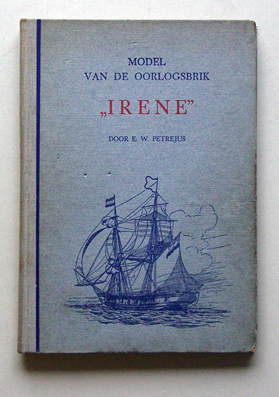 MODEL
VAN DE OORLOGSBRIK
„IRENE”
DOOR E. W. PETREJUS